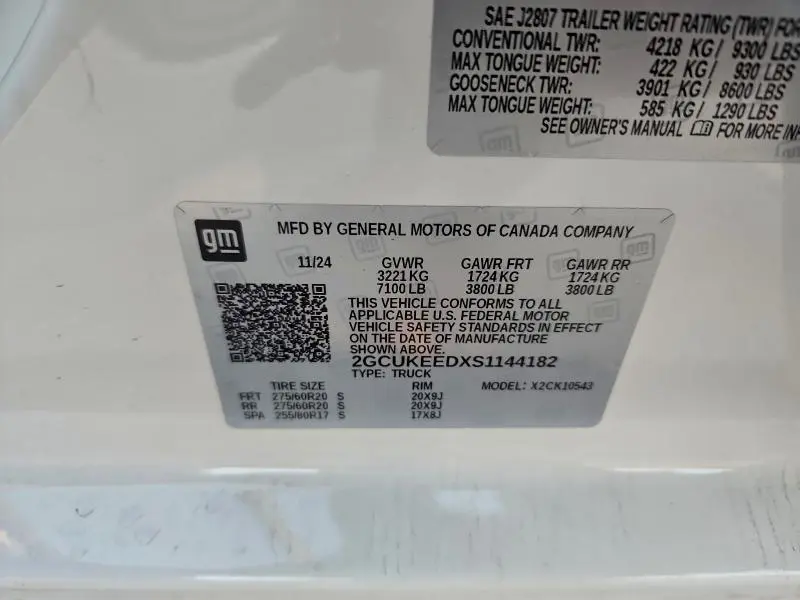 SAE J2807 TRAILER WEIGHT RATING (TWR) FOR
CONVENTIONAL TWR: 4218 KG/ 9300 LBS
MAX TONGUE WEIGHT: 422 KG/ 930 LBS
GOOSENECK TWR: 3901 KG/ 8600 LBS
MAX TONGUE WEIGHT: 585 KG/ 1290 LBS
SEE OWNER'S MANUAL FOR MORE
gm
MFD BY GENERAL MOTORS OF CANADA COMPANY
11/24 GVWR GAWR FRT GAWR RR
3221 KG 1724 KG 1724 KG
7100 LB 3800 LB 3800 LB
THIS VEHICLE CONFORMS TO ALL
APPLICABLE U.S. FEDERAL MOTOR
VEHICLE SAFETY STANDARDS IN EFFECT
ON THE DATE OF MANUFACTURE
SHOWN ABOVE.
2GCUKEEDXS1144182
TYPE: TRUCK MODEL: X2CK10543
TIRE SIZE RIM
FRT 275/60R20 S 20X9J
RR 275/60R20 S 20X9J
SPA 255/80R17 S 17X8J